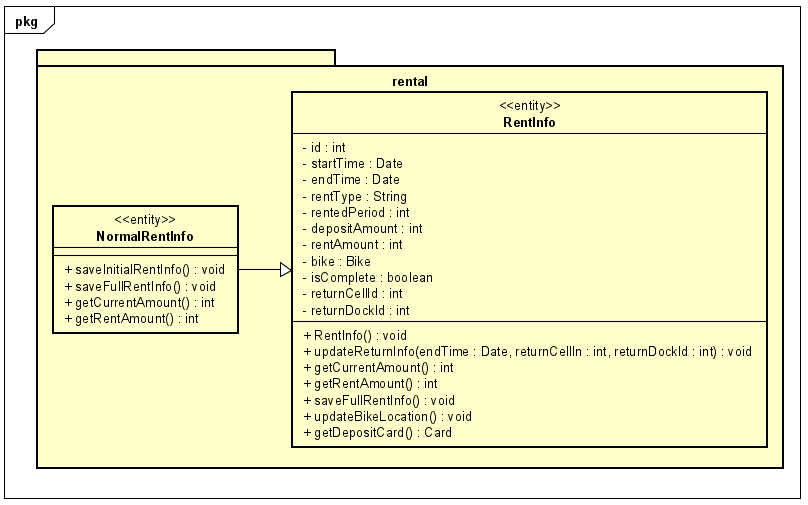 pkg
rental
<<entity>>
RentInfo
- id : int
- startTime : Date
- endTime : Date
- rentType : String
- rentedPeriod : int
- depositAmount : int
- rentAmount : int
- bike : Bike
- isComplete : boolean
- returnCellId : int
- returnDockId : int
+ RentInfo() : void
+ updateReturnInfo(endTime : Date, returnCellIn : int, returnDockId : int) : void
+ getCurrentAmount() : int
+ getRentAmount() : int
+ saveFullRentInfo() : void
+ updateBikeLocation() : void
+ getDepositCard() : Card
<<entity>>
NormalRentInfo
+ saveInitialRentInfo() : void
+ saveFullRentInfo() : void
+ getCurrentAmount() : int
+ getRentAmount() : int